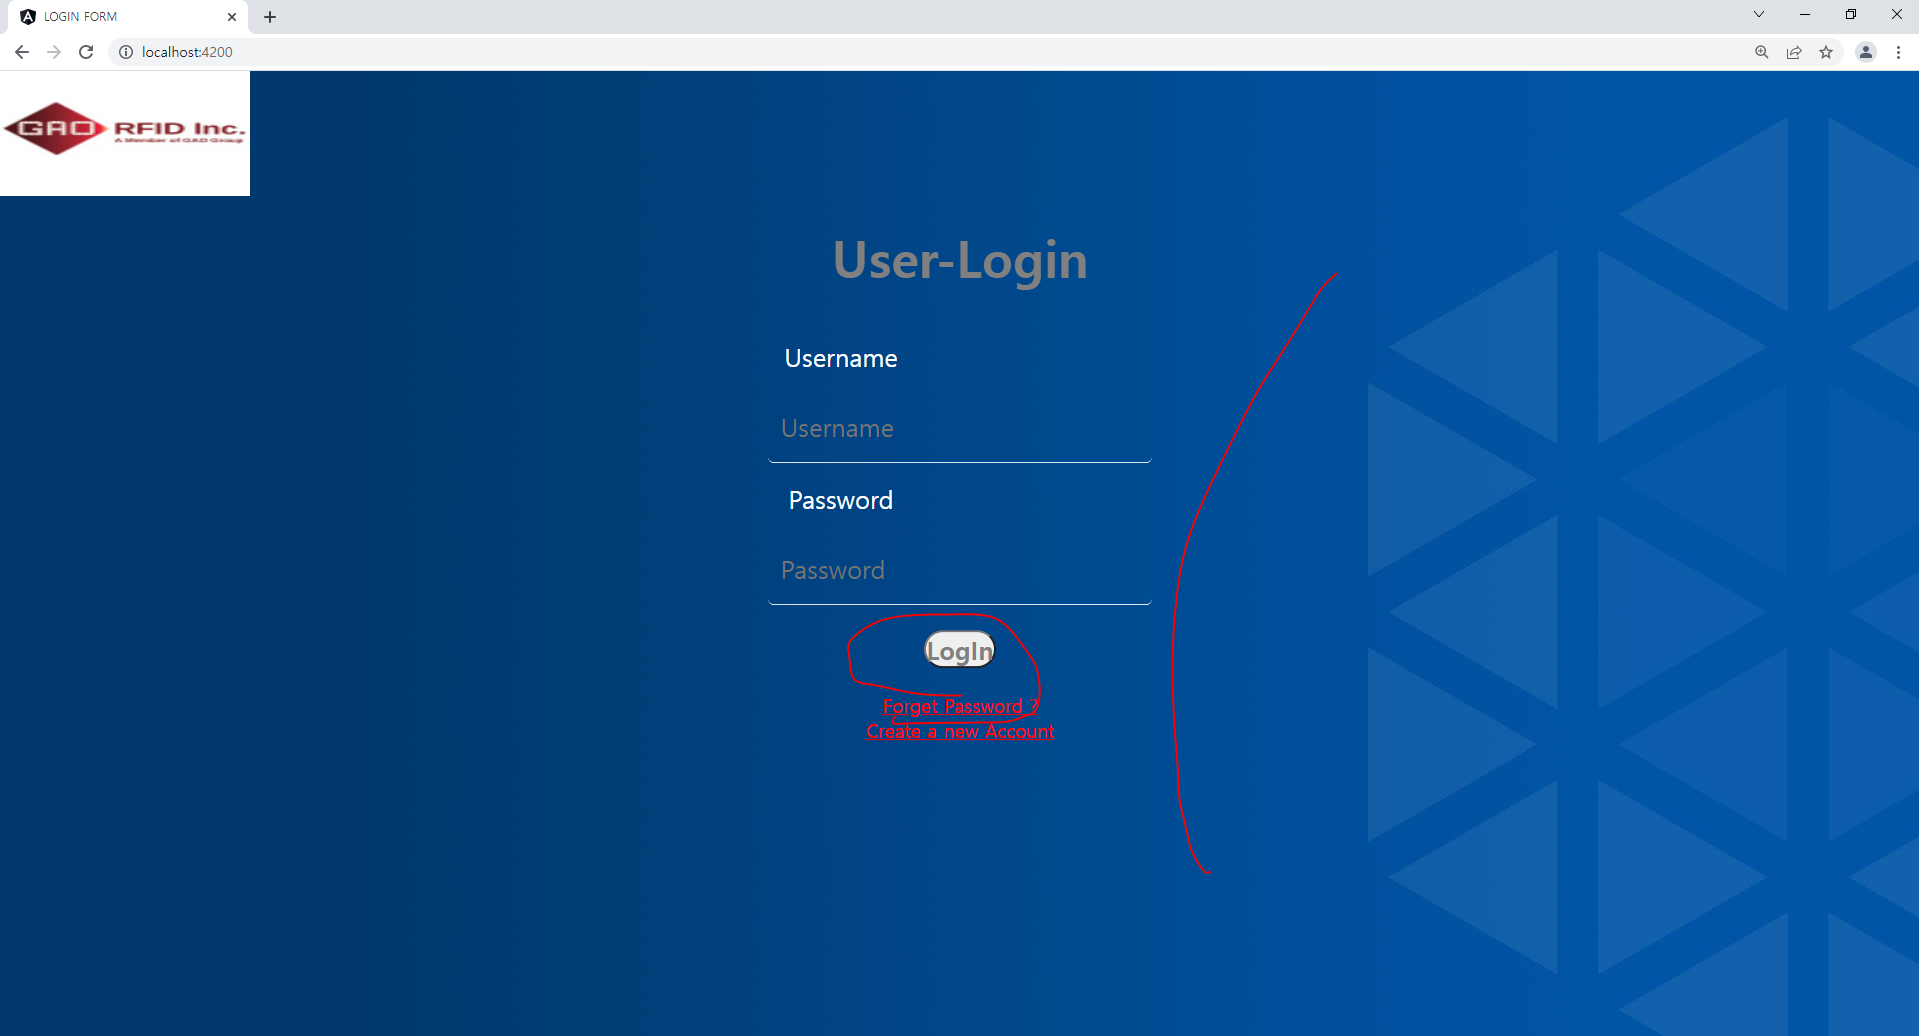 LOGIN FORM
localhost:4200
GAO RFID Inc.
A Member of GAO Group
User-Login
Username
Username
Password
Password
LogIn
Forget Password ?
Create a new Account